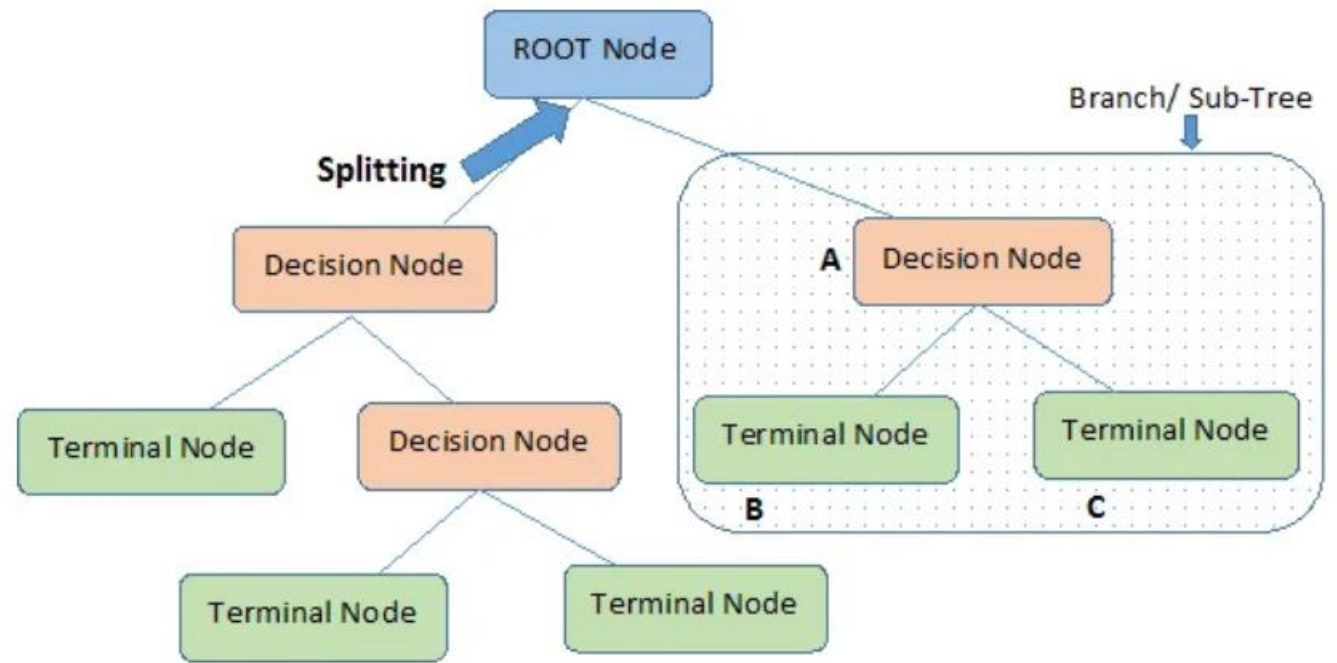 ROOT Node
Branch/ Sub-Tree
Splitting
Decision Node
A
Decision Node
Terminal Node
Decision Node
Terminal Node
Terminal Node
B
C
Terminal Node
Terminal Node